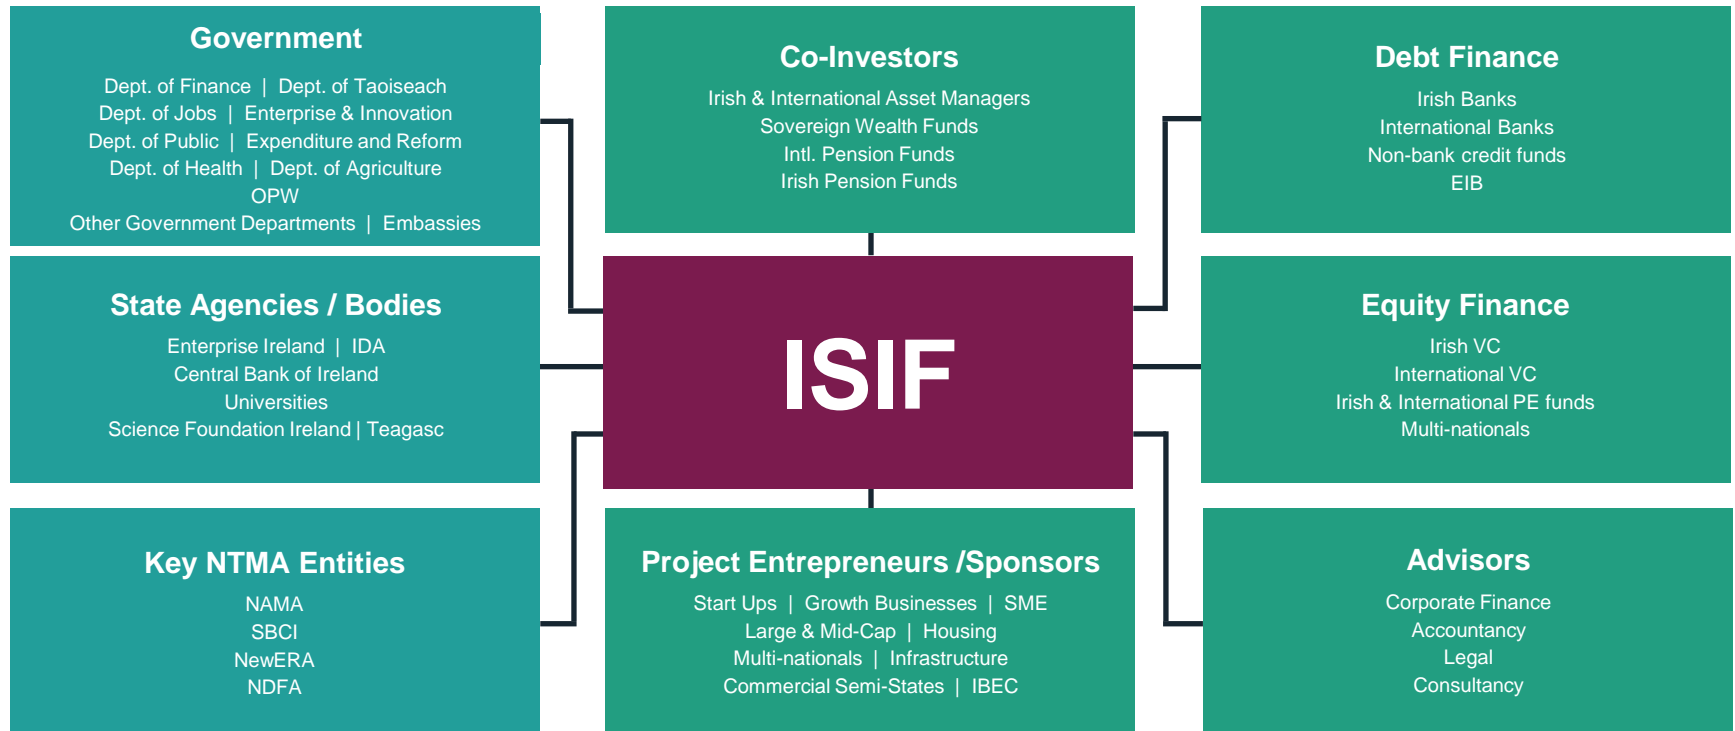 Government
Dept. of Finance | Dept. of Taoiseach
Dept. of Jobs | Enterprise & Innovation
Dept. of Public | Expenditure and Reform
Dept. of Health | Dept. of Agriculture
OPW
Other Government Departments | Embassies
Co-Investors
Irish & International Asset Managers
Sovereign Wealth Funds
Intl. Pension Funds
Irish Pension Funds
Debt Finance
Irish Banks
International Banks
Non-bank credit funds
EIB
State Agencies / Bodies
Enterprise Ireland | IDA
Central Bank of Ireland
Universities
Science Foundation Ireland | Teagasc
ISIF
Equity Finance
Irish VC
International VC
Irish & International PE funds
Multi-nationals
Key NTMA Entities
NAMA
SBCI
NewERA
NDFA
Project Entrepreneurs /Sponsors
Start Ups | Growth Businesses | SME
Large & Mid-Cap | Housing
Multi-nationals | Infrastructure
Commercial Semi-States | IBEC
Advisors
Corporate Finance
Accountancy
Legal
Consultancy